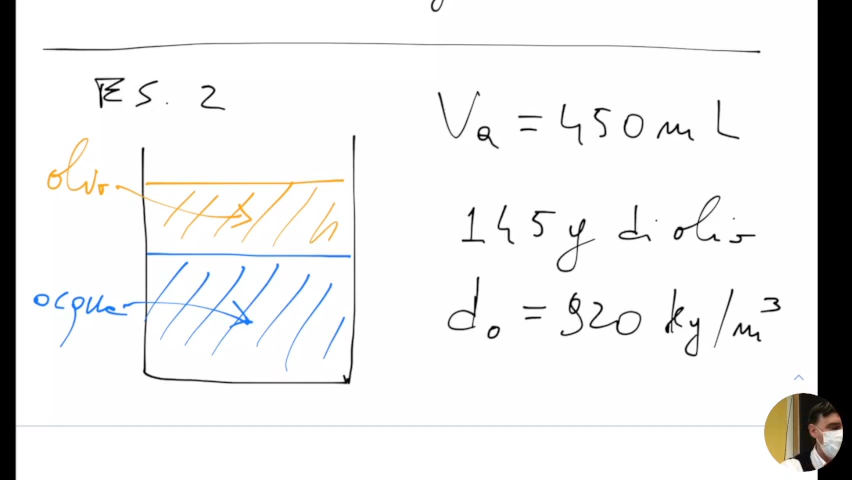 ES. 2
olio
acqua
Va = 450 mL
145 g di olio
do = 920 kg/m³